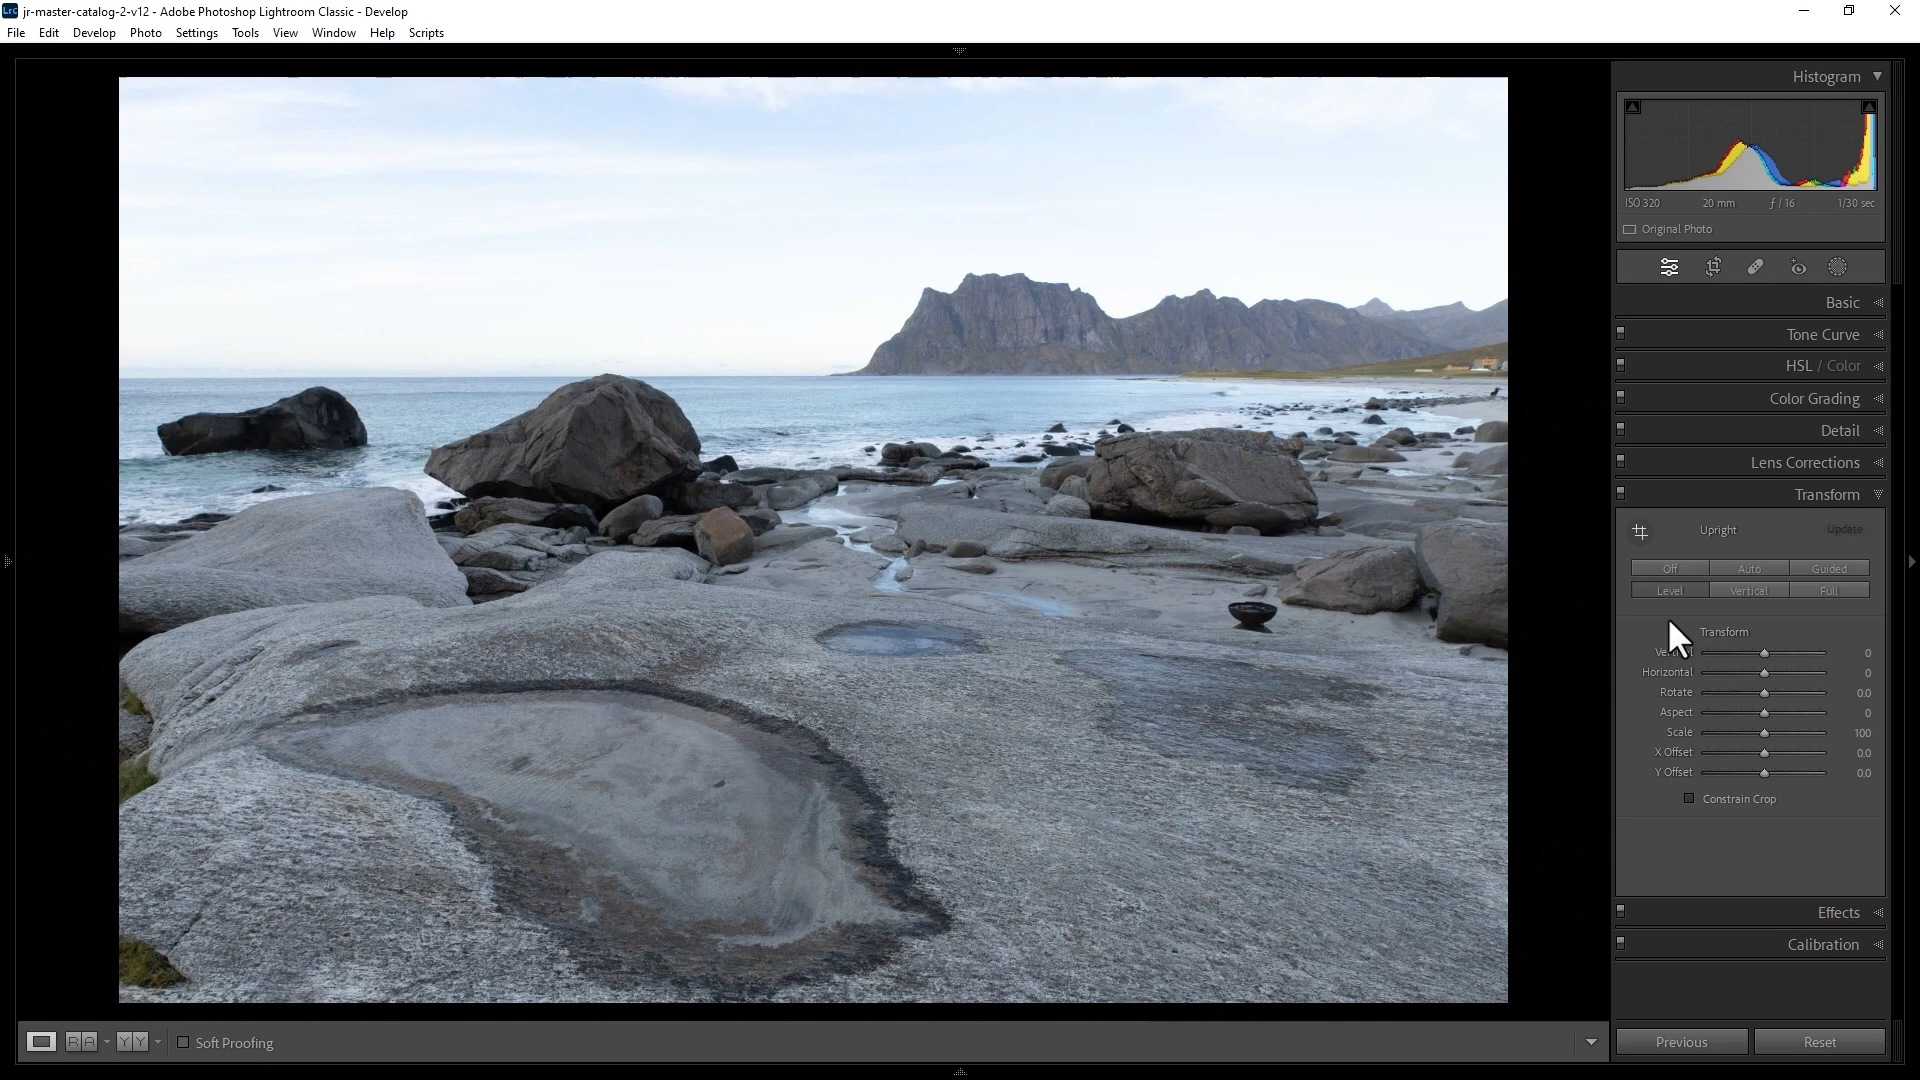 Lrc jr-master-catalog-2-v12 - Adobe Photoshop Lightroom Classic - Develop
File Edit Develop Photo Settings Tools View Window Help Scripts
Histogram
ISO 320 20 mm ƒ / 16 1/30 sec
Original Photo
Basic
Tone Curve
HSL / Color
Color Grading
Detail
Lens Corrections
Transform
Upright Update
Off Auto Guided
Level Vertical Full
Transform
0
Horizontal 0
Rotate 0.0
Aspect 0
Scale 100
X Offset 0.0
Y Offset 0.0
Constrain Crop
Effects
Calibration
R A Y Y Soft Proofing
Previous Reset